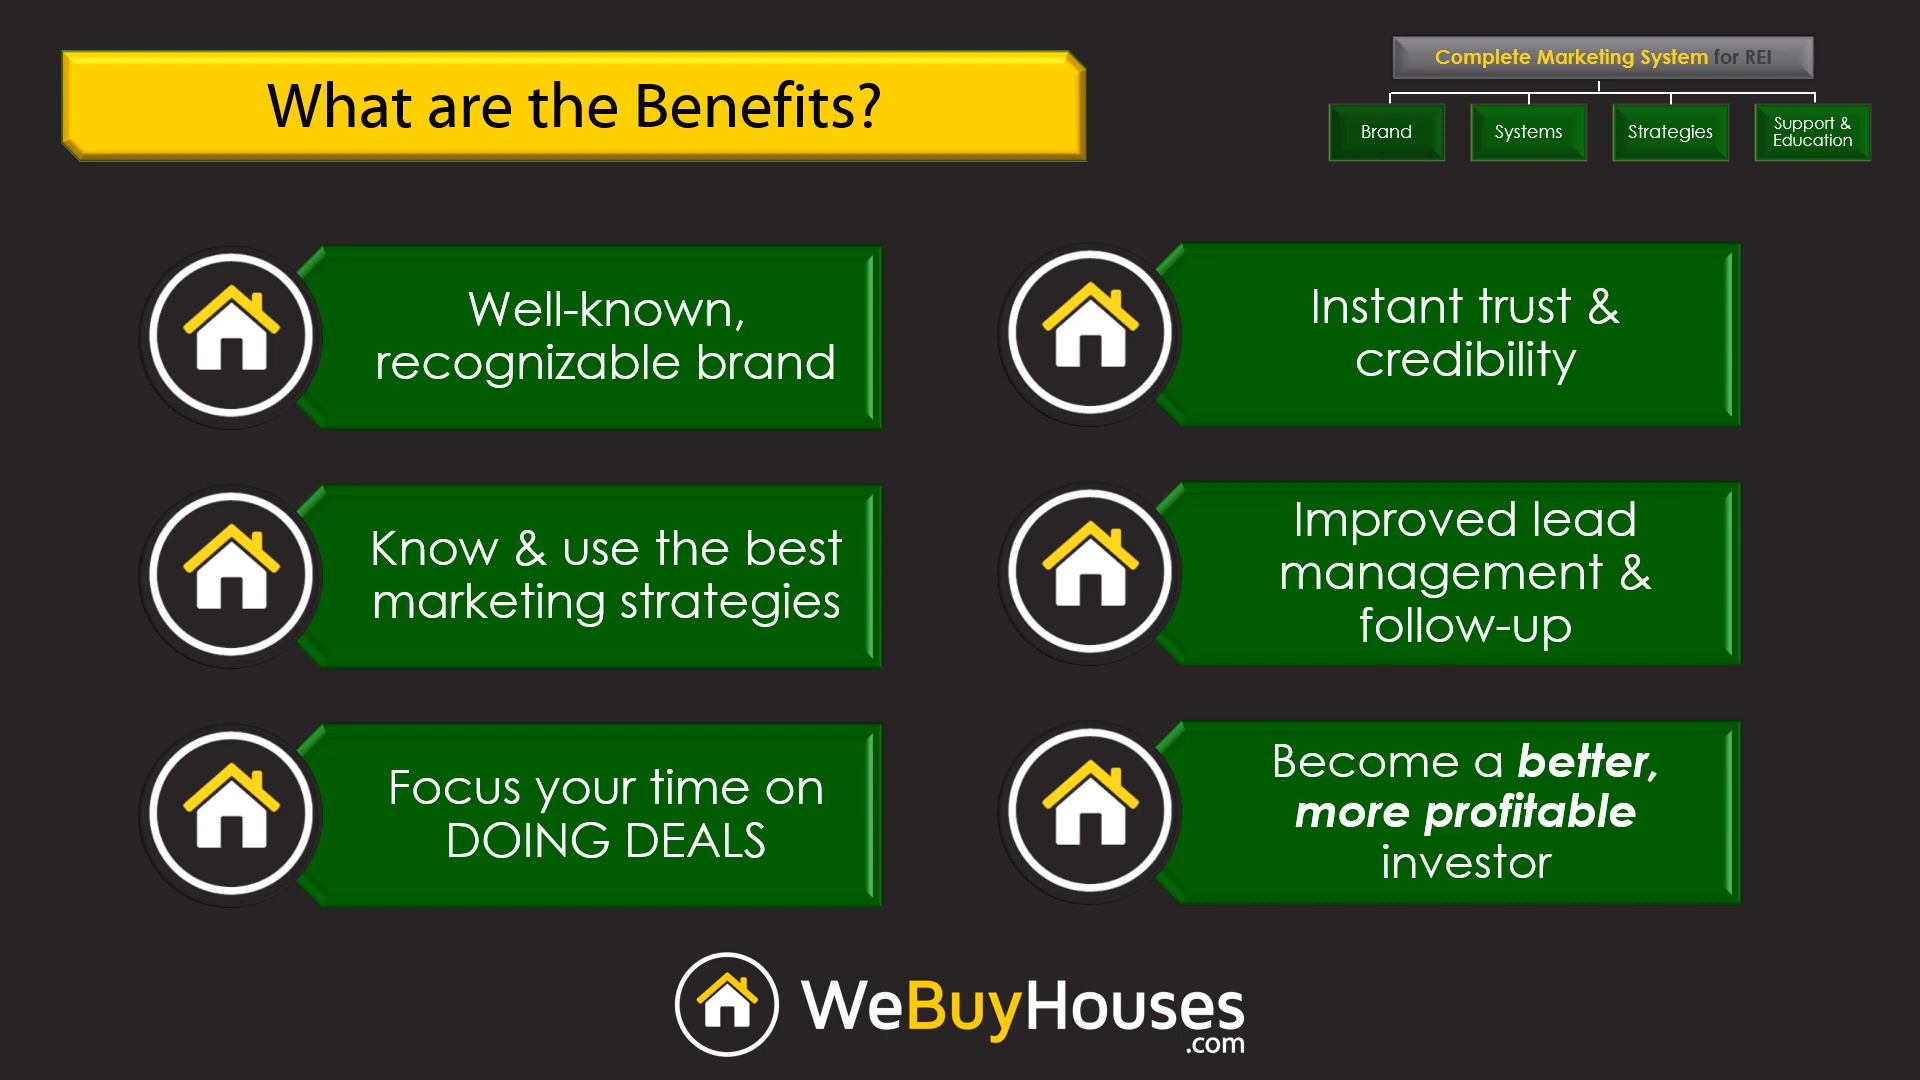 What are the Benefits?
Complete Marketing System for REI
Brand
Systems
Strategies
Support &
Education
Well-known,
recognizable brand
Instant trust &
credibility
Know & use the best
marketing strategies
Improved lead
management &
follow-up
Focus your time on
DOING DEALS
Become a better,
more profitable
investor
WeBuyHouses
.com